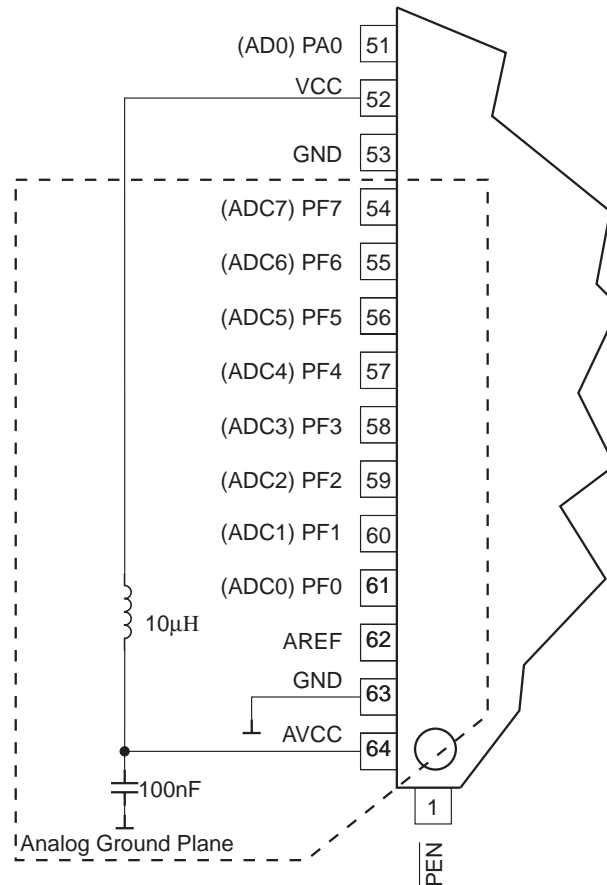 (AD0) PA0 51
VCC 52
GND 53
(ADC7) PF7 54
(ADC6) PF6 55
(ADC5) PF5 56
(ADC4) PF4 57
(ADC3) PF3 58
(ADC2) PF2 59
(ADC1) PF1 60
(ADC0) PF0 61
10μH
AREF 62
GND 63
AVCC 64
100nF
1
Analog Ground Plane
PEN